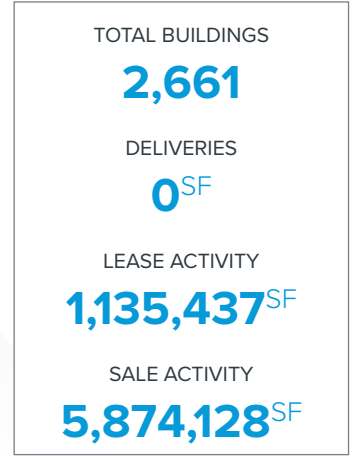 TOTAL BUILDINGS
2,661
DELIVERIES
0SF
LEASE ACTIVITY
1,135,437SF
SALE ACTIVITY
5,874,128SF